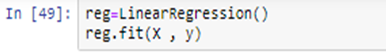 In [49]: reg=LinearRegression()
reg.fit(X , y)